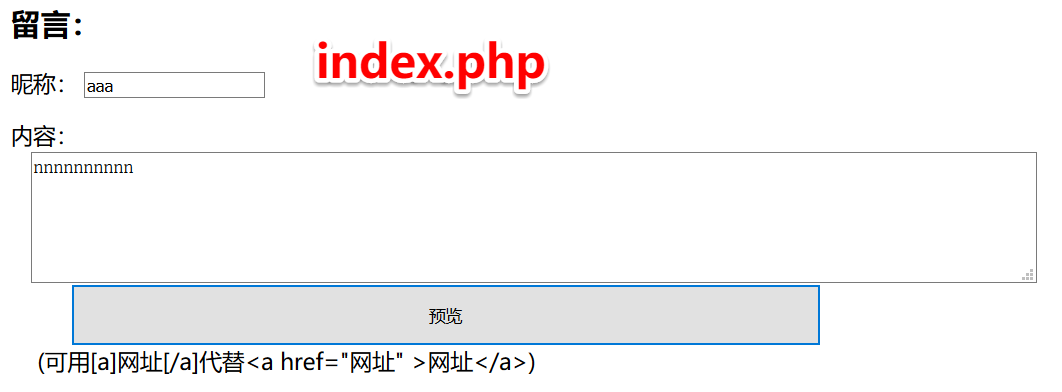 留言：
index.php
昵称： aaa
内容：
nnnnnnnnnn
预览
(可用[a]网址[/a]代替<a href="网址" >网址</a>)